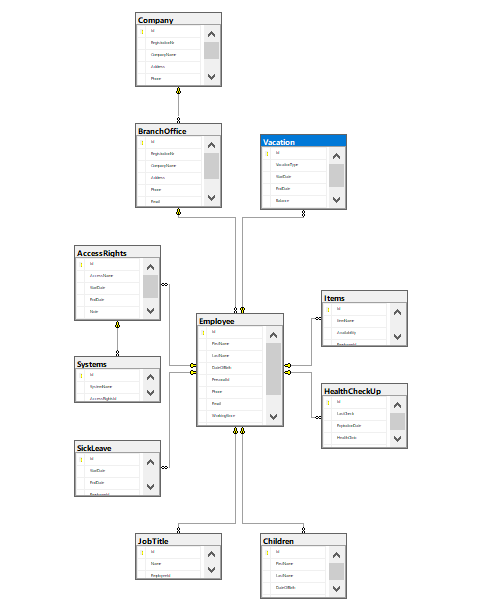 Company
Id
RegistrationNo
CompanyName
Address
Phone
BranchOffice
Id
RegistrationNo
CompanyName
Address
Phone
Email
Vacation
Id
VacationType
StartDate
EndDate
Balance
AccessRights
Id
AccessName
StartDate
EndDate
Note
Employee
Id
FirstName
LastName
DateOfBirth
PersonalId
Phone
Email
WorkingHours
Items
Id
ItemName
Availability
EmployeeId
Systems
Id
SystemName
AccessRightsId
HealthCheckUp
Id
LastCheck
ExpirationDate
HealthState
SickLeave
Id
StartDate
EndDate
EmployeeId
JobTitle
Id
Name
EmployeeId
Children
Id
FirstName
LastName
DateOfBirth